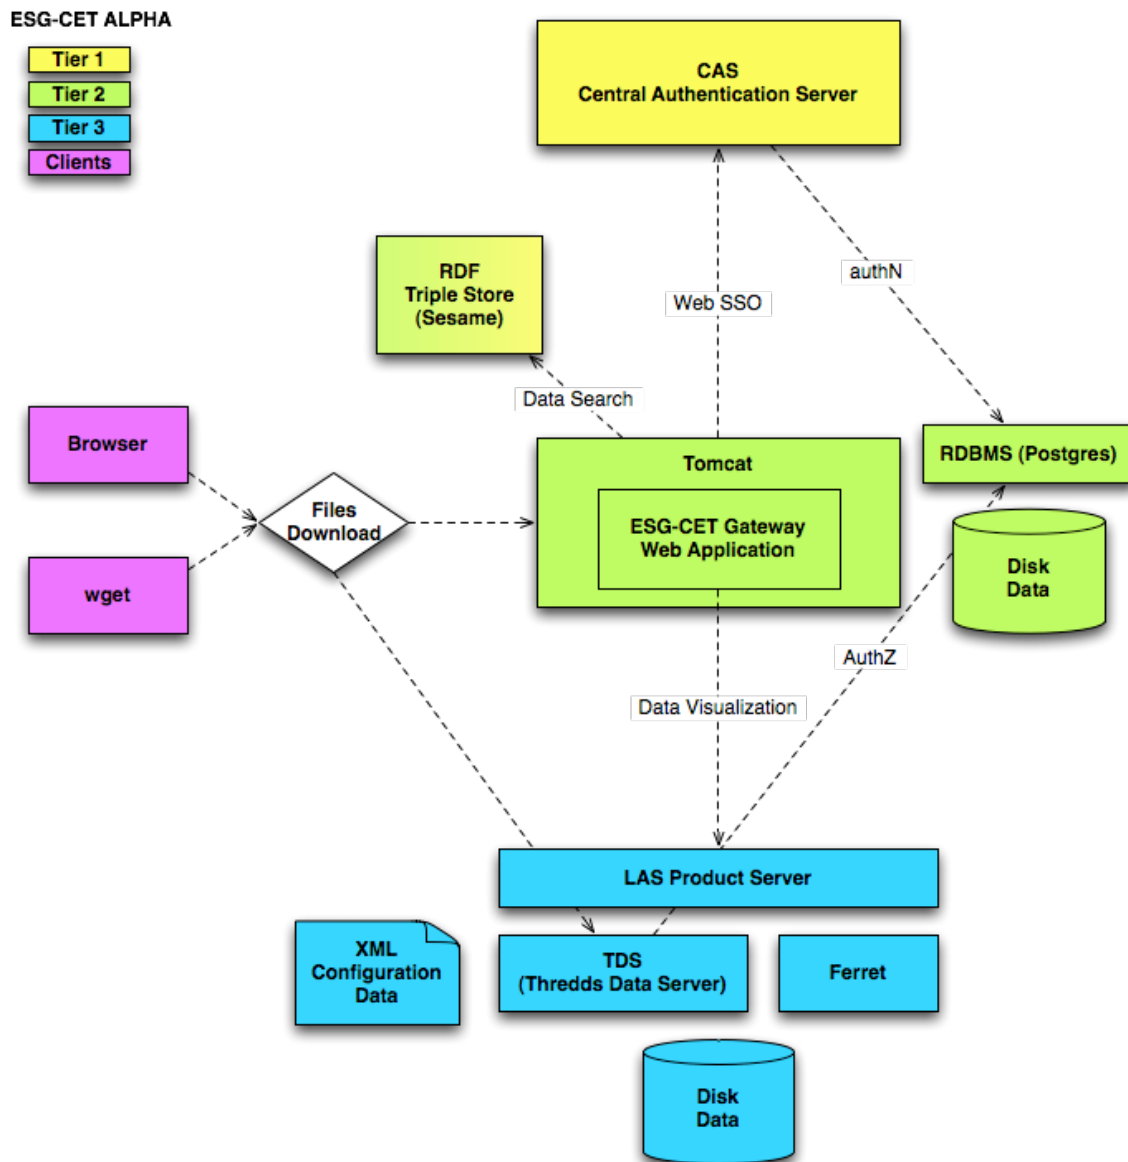 ESG-CET ALPHA
Tier 1
Tier 2
Tier 3
Clients
CAS
Central Authentication Server
RDF
Triple Store
(Sesame)
authN
Web SSO
Data Search
Browser
Files
Download
wget
Tomcat
ESG-CET Gateway
Web Application
RDBMS (Postgres)
Disk
Data
AuthZ
Data Visualization
LAS Product Server
XML
Configuration
Data
TDS
(Thredds Data Server)
Ferret
Disk
Data